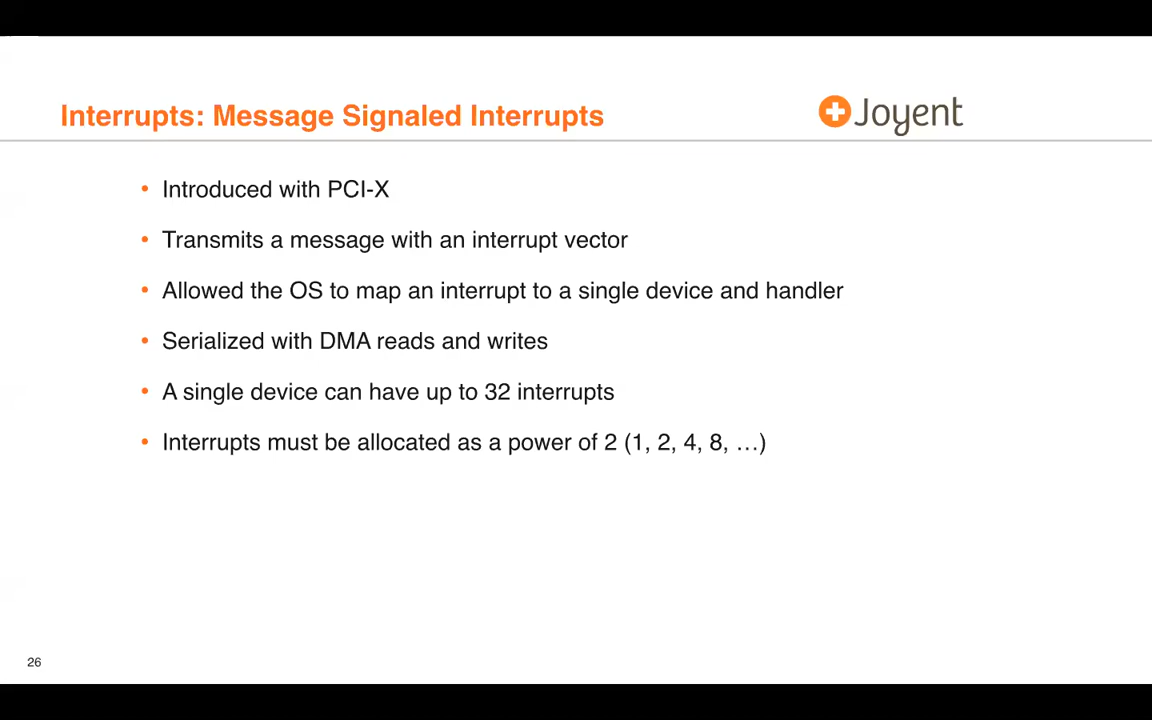 Interrupts: Message Signaled Interrupts
Joyent
• Introduced with PCI-X
• Transmits a message with an interrupt vector
• Allowed the OS to map an interrupt to a single device and handler
• Serialized with DMA reads and writes
• A single device can have up to 32 interrupts
• Interrupts must be allocated as a power of 2 (1, 2, 4, 8, …)
26